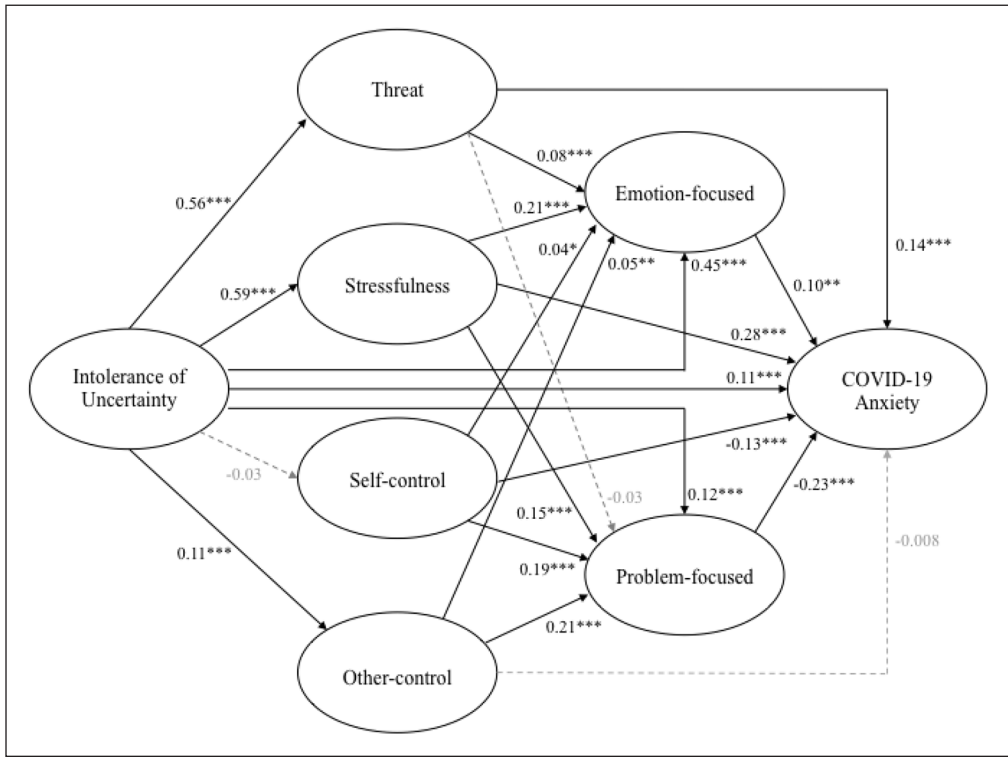 Threat
0.08***
Emotion-focused
0.56***
0.21***
0.04*
0.05**
0.45***
0.14***
Stressfulness
0.59***
0.10**
0.28***
Intolerance of
Uncertainty
0.11***
COVID-19
Anxiety
-0.03
Self-control
-0.13***
-0.03
0.12***
-0.23***
0.15***
-0.008
0.11***
0.19***
Problem-focused
0.21***
Other-control